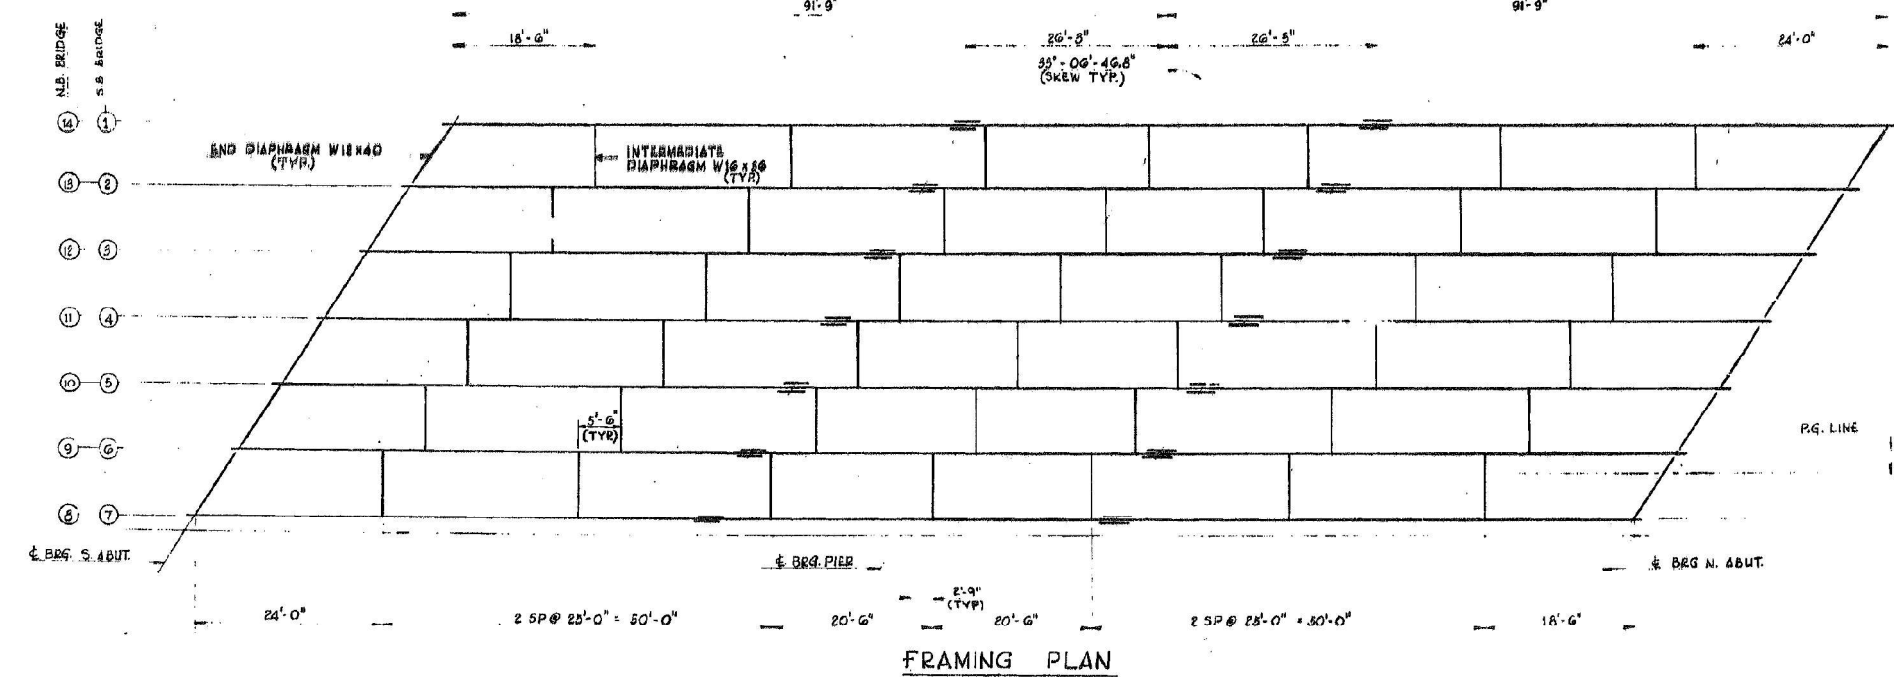 91'-9" 91'-9"
18'-6" 26'-3" 26'-3" 24'-0"
(SKEW TYP.)
N.B. BRIDGE
S.B. BRIDGE
14 1
END DIAPHRAGM W18x40
(TYP.)
INTERMEDIATE
DIAPHRAGM W16x36
(TYP.)
13 2
12 3
11 4
10 5
5'-6"
(TYP.)
P.G. LINE
9 6
8 7
℄ BRG. S. ABUT.
℄ BRG. PIER
℄ BRG N. ABUT.
2'-9"
(TYP)
24'-0" 2 SP @ 25'-0" = 50'-0" 20'-6" 20'-6" 2 SP @ 25'-0" = 50'-0" 18'-6"
FRAMING PLAN